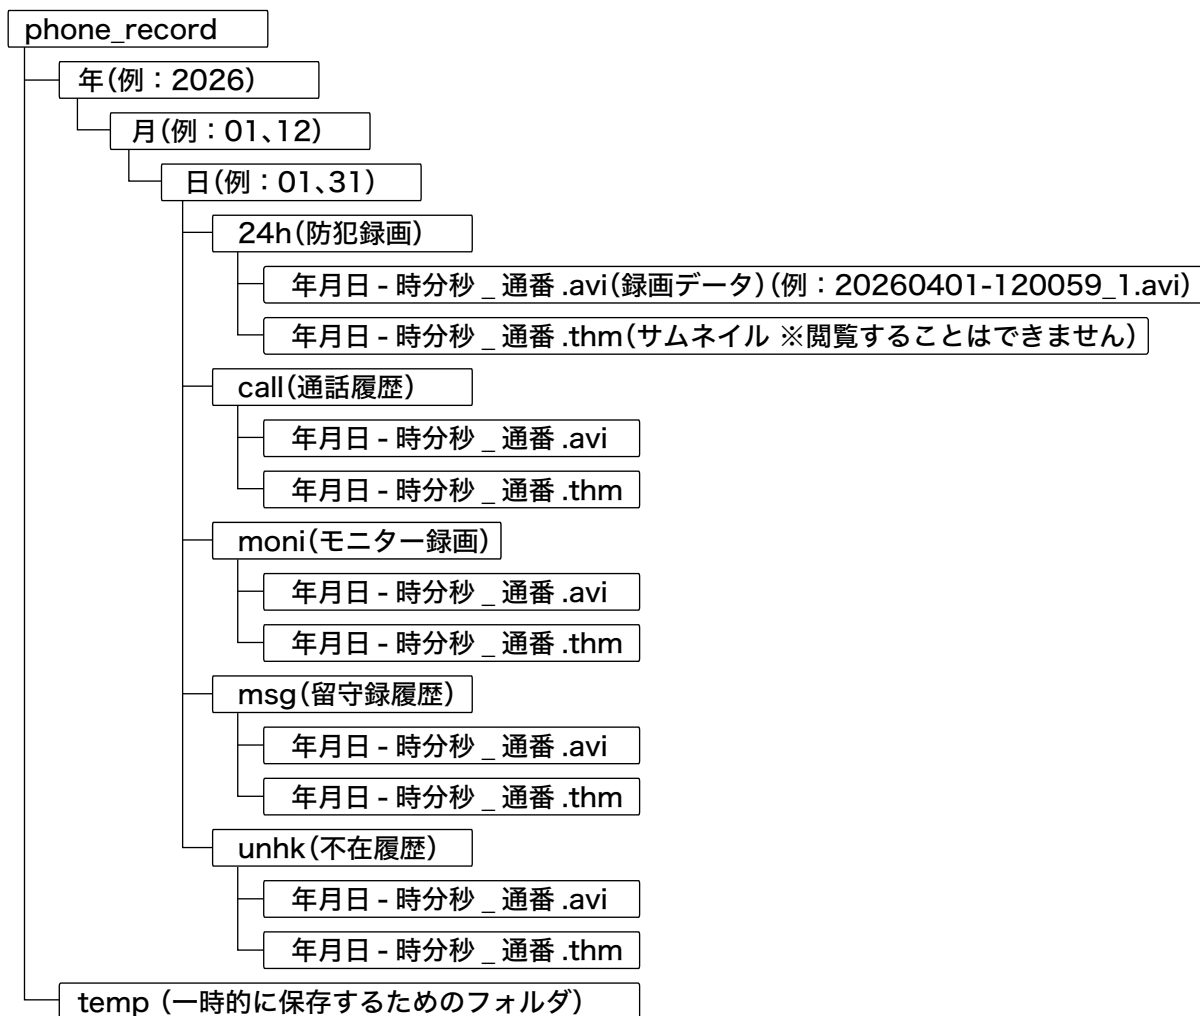 phone_record
年(例：2026)
月(例：01、12)
日(例：01、31)
24h(防犯録画)
年月日 - 時分秒 _ 通番 .avi(録画データ)(例：20260401-120059_1.avi)
年月日 - 時分秒 _ 通番 .thm(サムネイル ※閲覧することはできません)
call(通話履歴)
年月日 - 時分秒 _ 通番 .avi
年月日 - 時分秒 _ 通番 .thm
moni(モニター録画)
年月日 - 時分秒 _ 通番 .avi
年月日 - 時分秒 _ 通番 .thm
msg(留守録履歴)
年月日 - 時分秒 _ 通番 .avi
年月日 - 時分秒 _ 通番 .thm
unhk(不在履歴)
年月日 - 時分秒 _ 通番 .avi
年月日 - 時分秒 _ 通番 .thm
temp (一時的に保存するためのフォルダ)